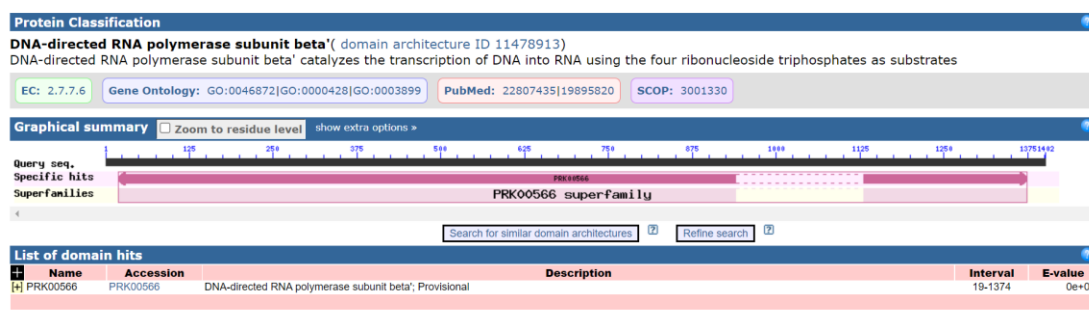 Protein Classification
DNA-directed RNA polymerase subunit beta'( domain architecture ID 11478913)
DNA-directed RNA polymerase subunit beta' catalyzes the transcription of DNA into RNA using the four ribonucleoside triphosphates as substrates
EC: 2.7.7.6 Gene Ontology: GO:0046872|GO:0000428|GO:0003899 PubMed: 22807435|19895820 SCOP: 3001330
Graphical summary Zoom to residue level show extra options »
1 125 250 375 500 625 750 875 1000 1125 1250 1375 1402
Query seq.
Specific hits PRK00566
Superfamilies PRK00566 superfamily
Search for similar domain architectures ? Refine search ?
List of domain hits
+ Name Accession Description Interval E-value
[+] PRK00566 PRK00566 DNA-directed RNA polymerase subunit beta'; Provisional 19-1374 0e+0